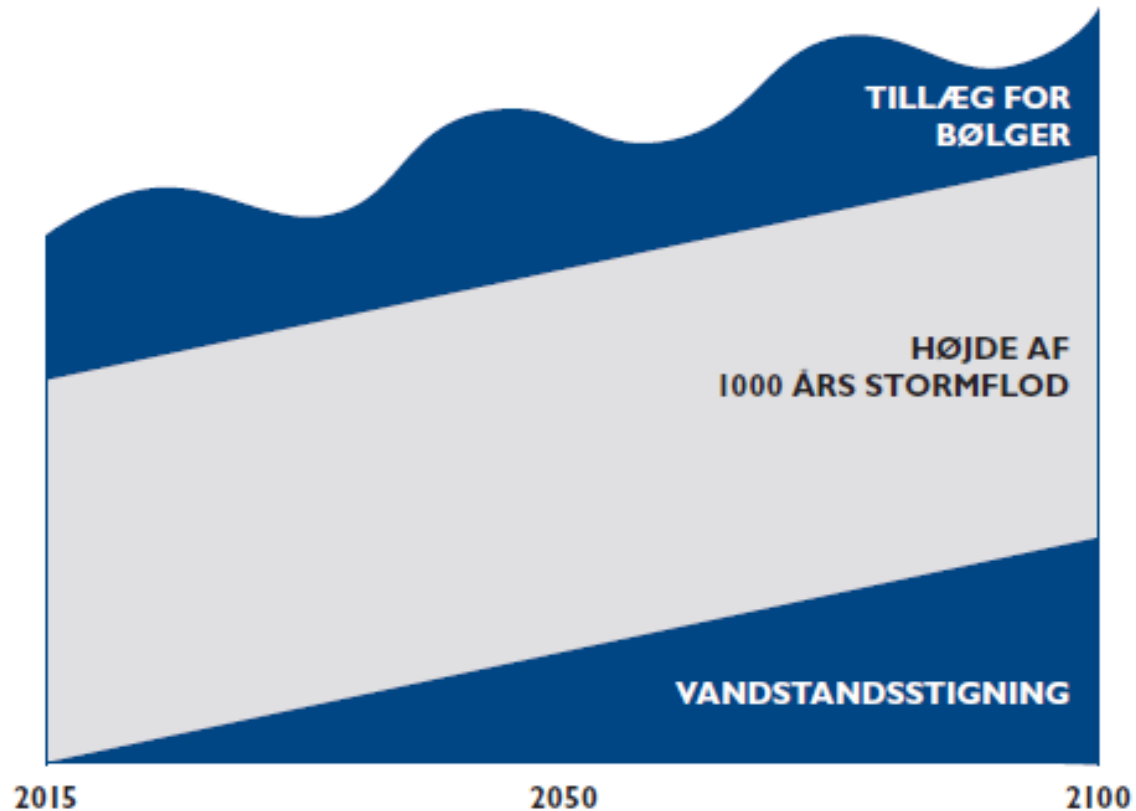 TILLÆG FOR
BØLGER
HØJDE AF
1000 ÅRS STORMFLOD
VANDSTANDSSTIGNING
2015 2050 2100